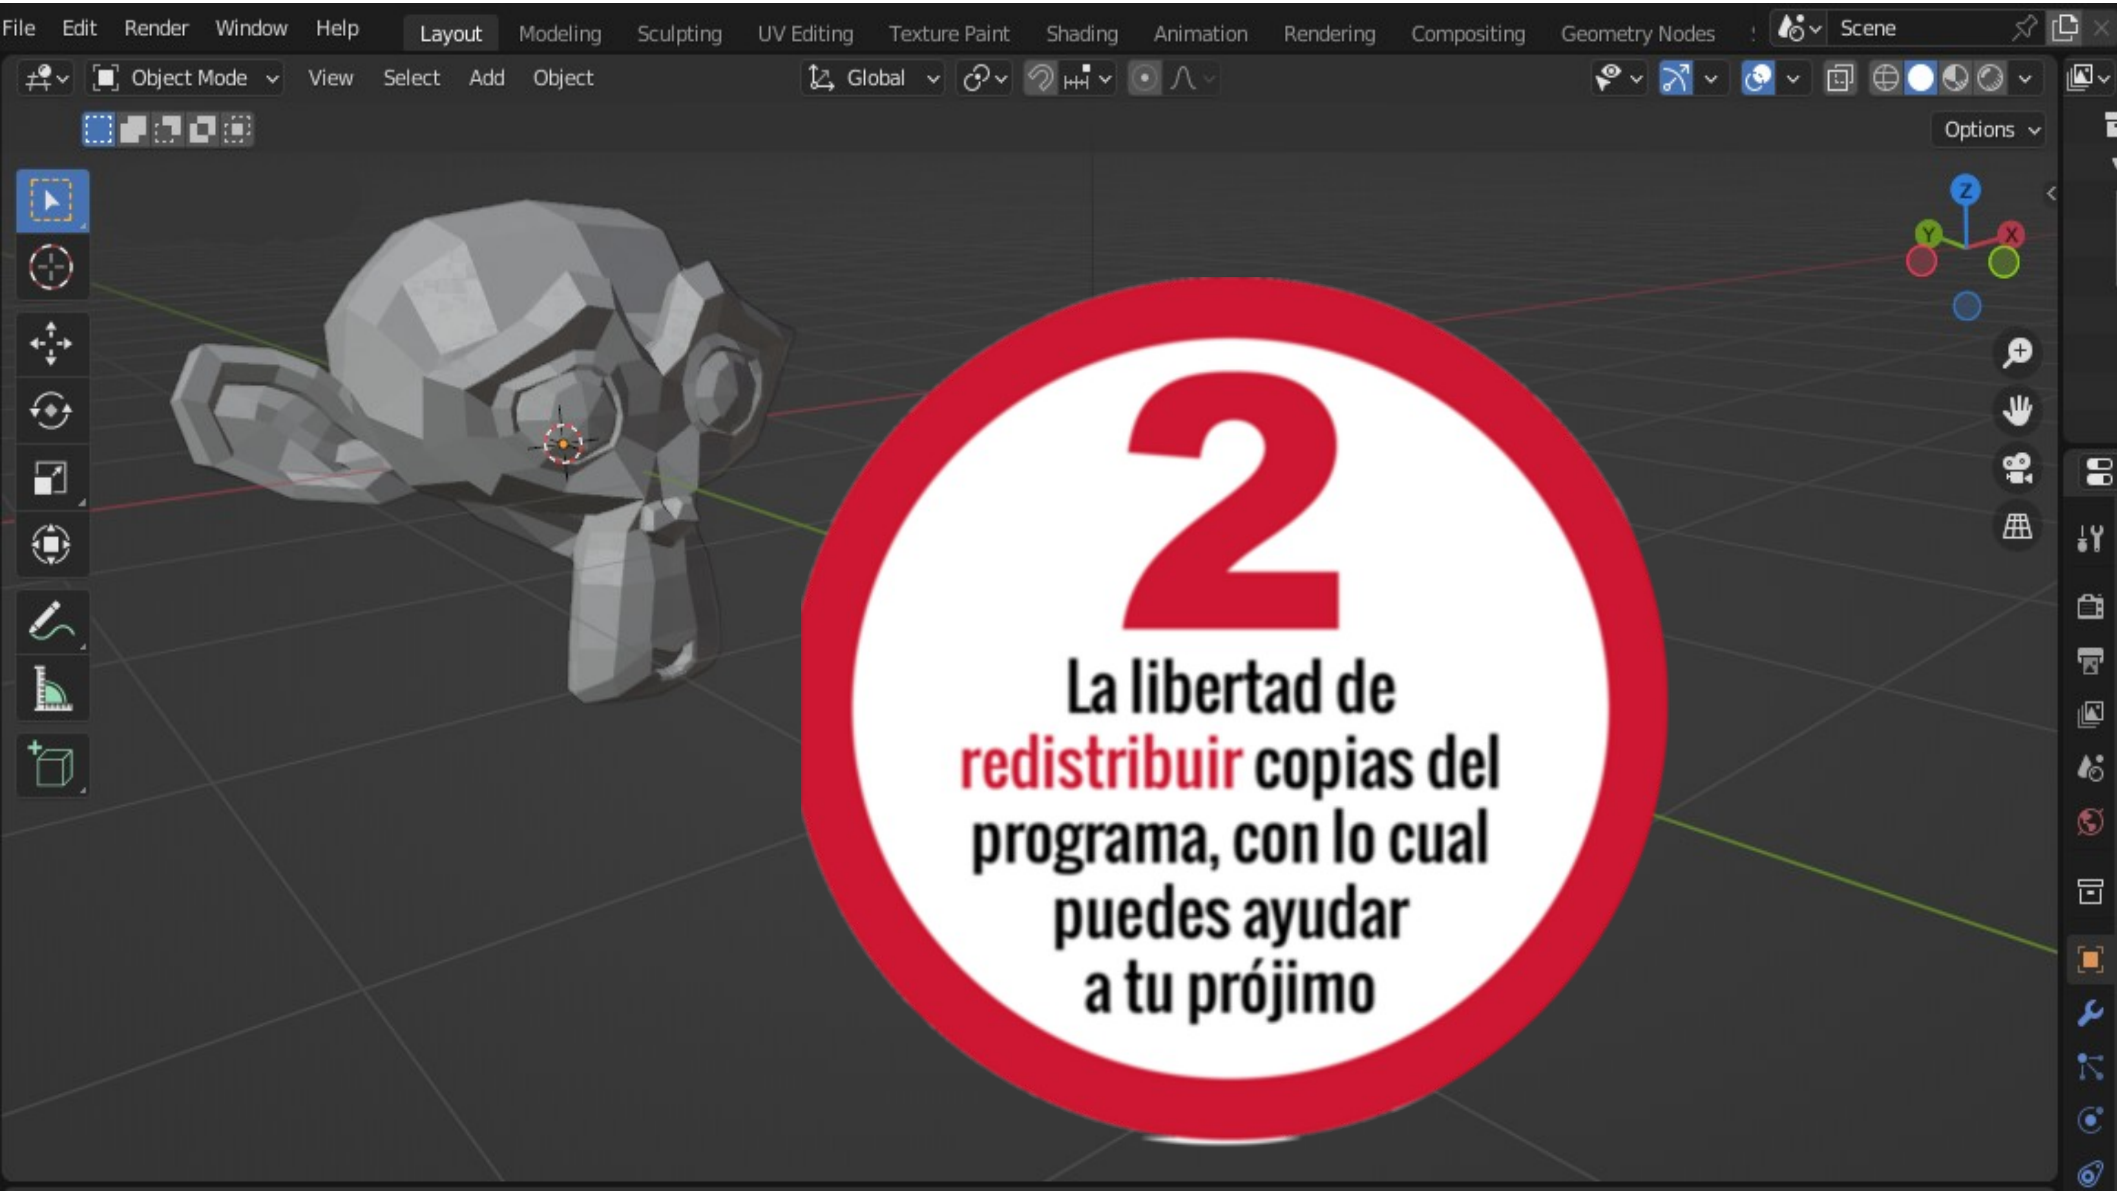 File Edit Render Window Help Layout Modeling Sculpting UV Editing Texture Paint Shading Animation Rendering Compositing Geometry Nodes Scene
Object Mode View Select Add Object Global
Options
Z
Y X
2
La libertad de
redistribuir copias del
programa, con lo cual
puedes ayudar
a tu prójimo